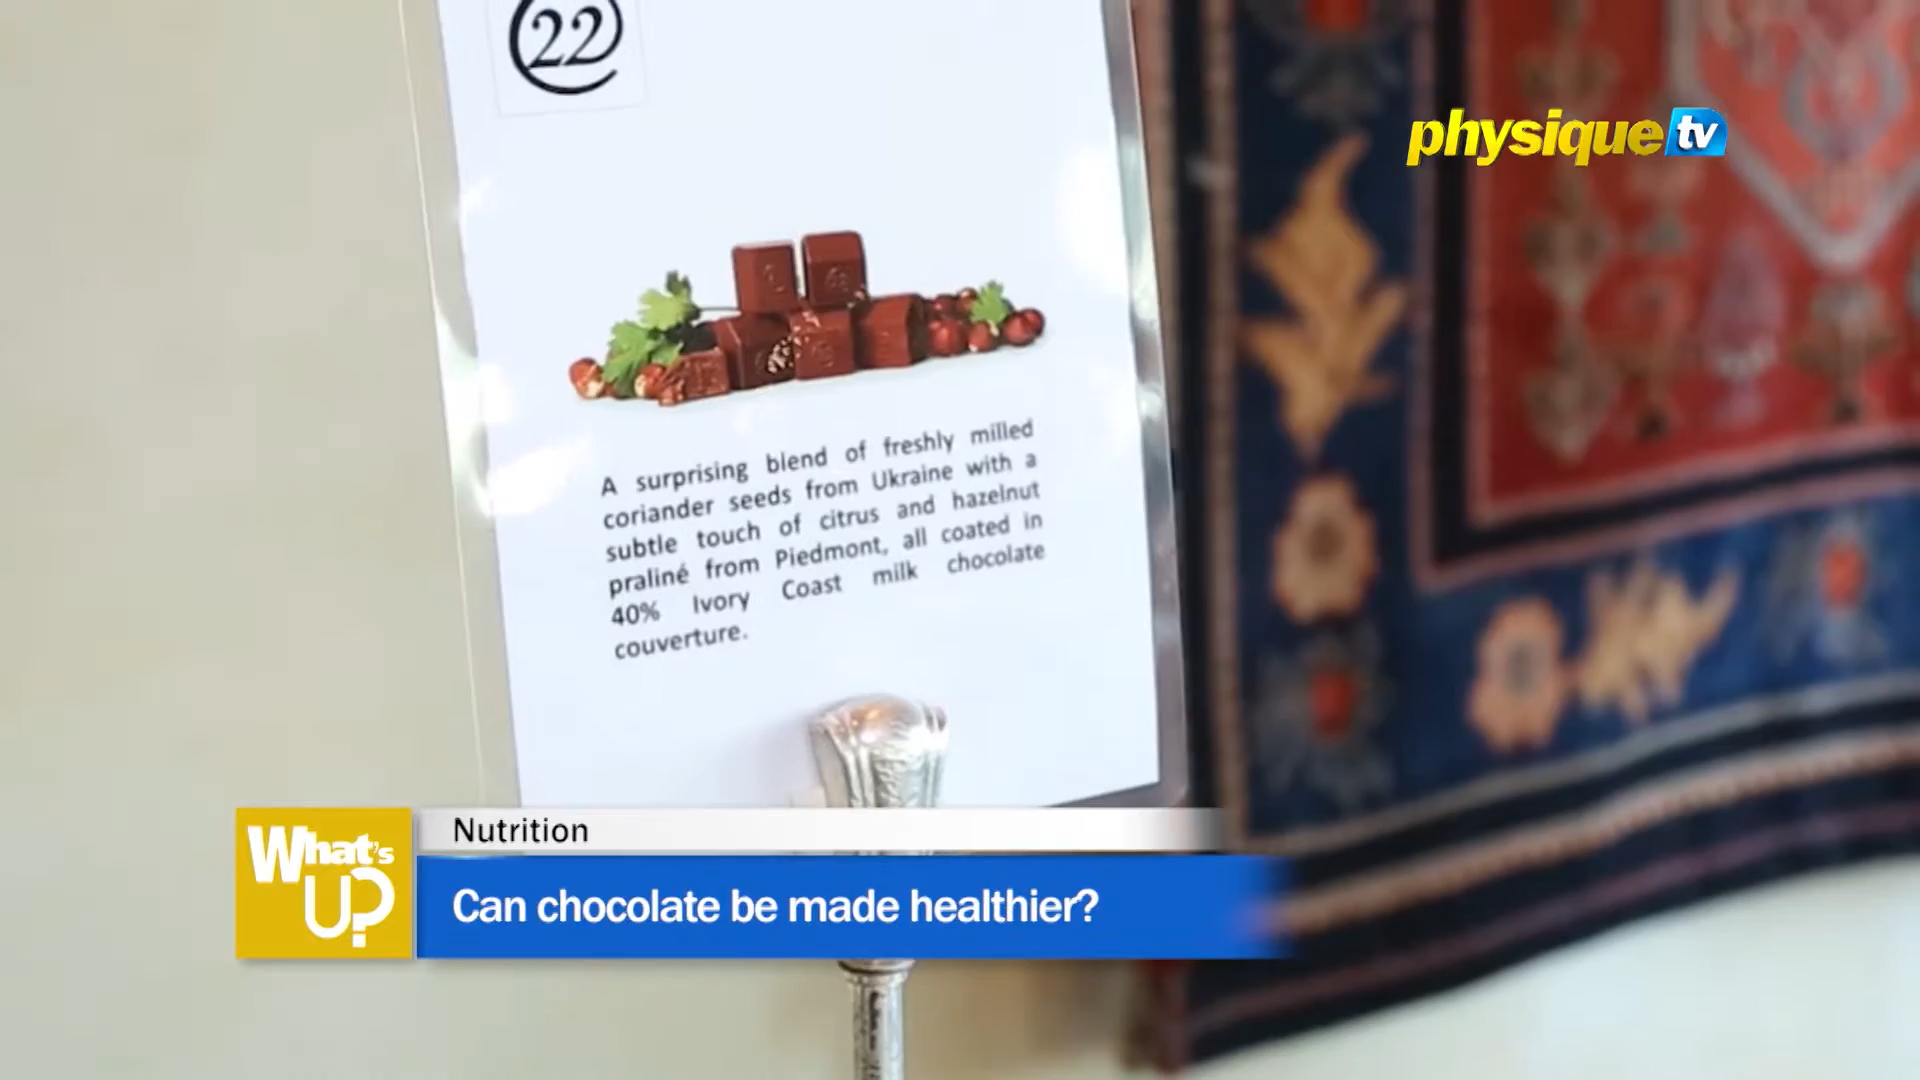 22
physique tv
A surprising blend of freshly milled
coriander seeds from Ukraine with a
subtle touch of citrus and hazelnut
praliné from Piedmont, all coated in
40% Ivory Coast milk chocolate
couverture.
What's
U?
Nutrition
Can chocolate be made healthier?